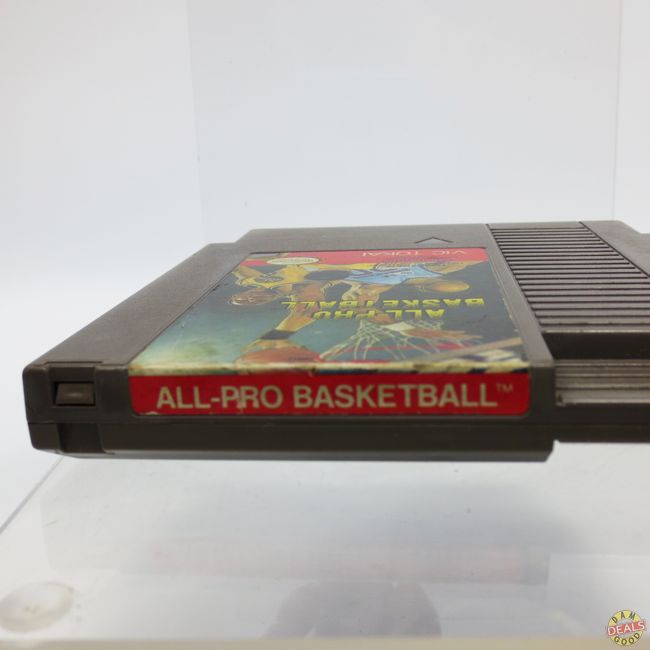 VIC TOKAI
ALL-PRO
BASKETBALL
ALL-PRO BASKETBALL™
DAM
DEALS
GOOD